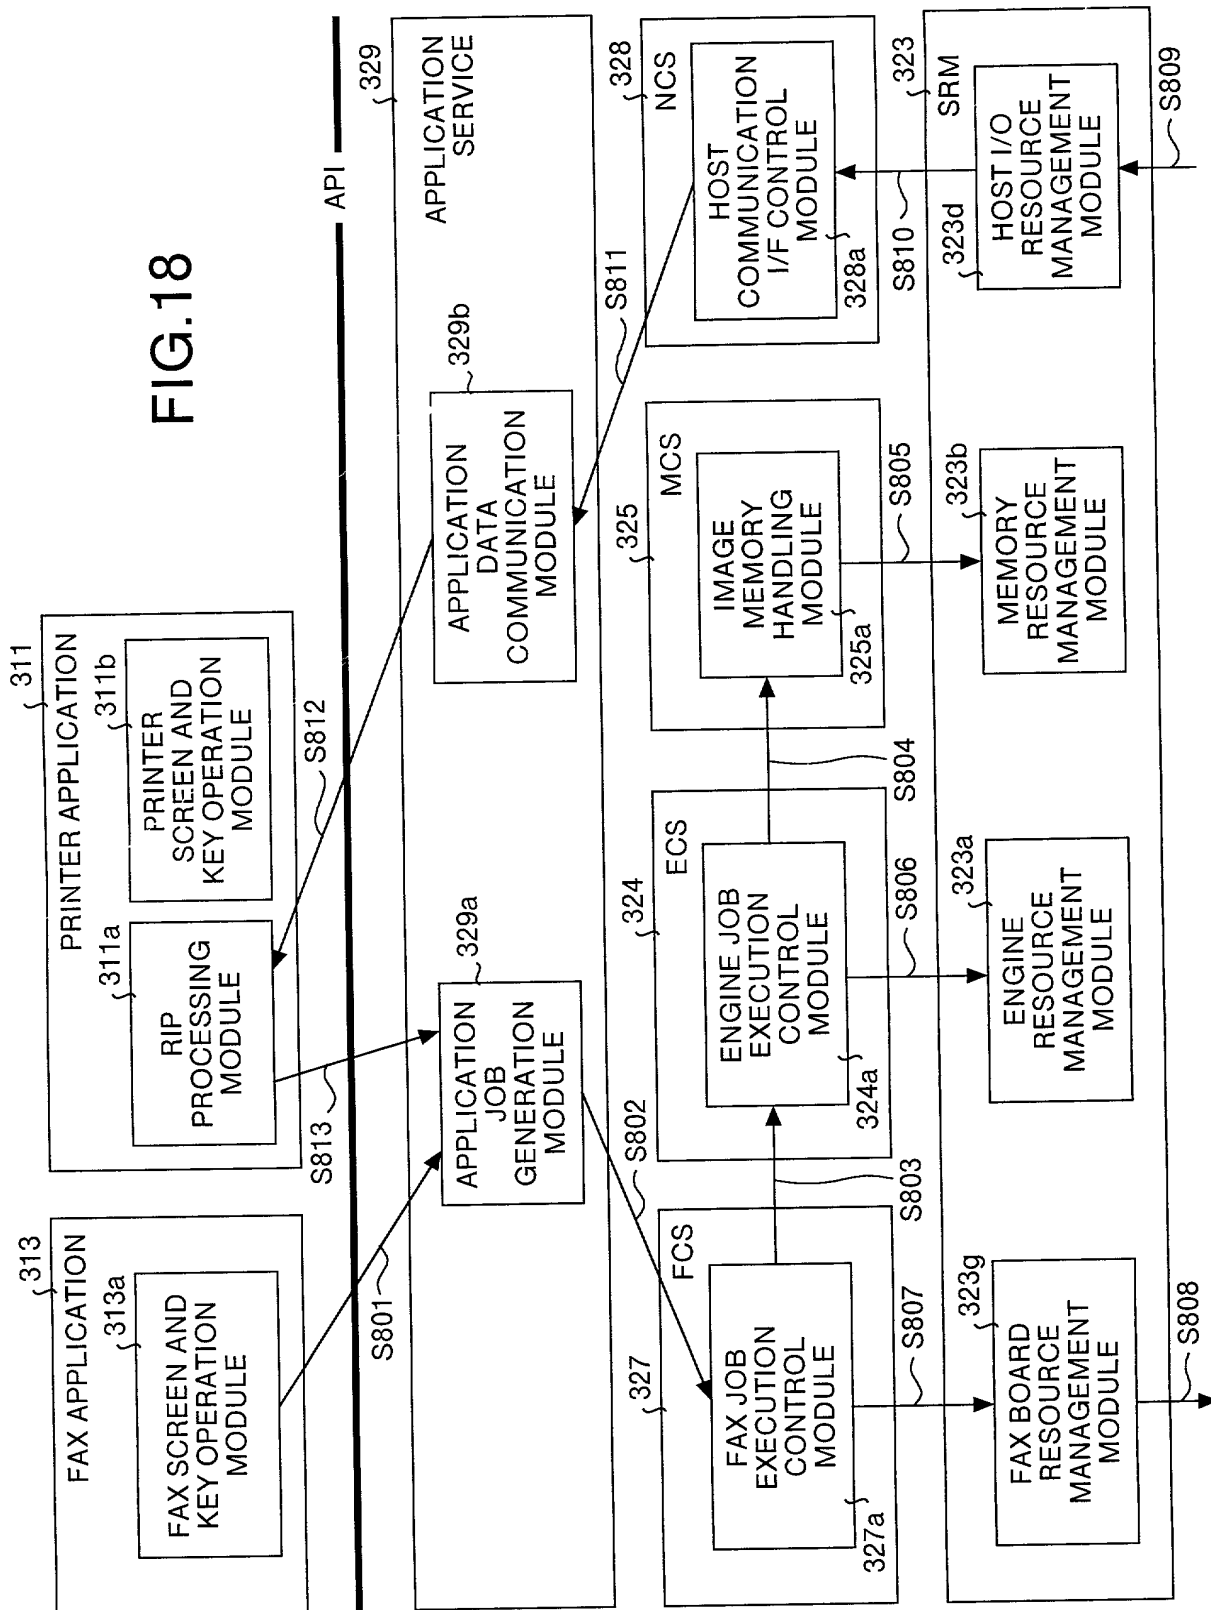 FIG.18
313
FAX APPLICATION
313a
FAX SCREEN AND
KEY OPERATION
MODULE
311
PRINTER APPLICATION
311a
RIP
PROCESSING
MODULE
311b
PRINTER
SCREEN AND
KEY OPERATION
MODULE
S801
S813
S812
API
329
APPLICATION
SERVICE
329a
APPLICATION
JOB
GENERATION
MODULE
329b
APPLICATION
DATA
COMMUNICATION
MODULE
S802
S811
327
FCS
FAX JOB
EXECUTION
CONTROL
MODULE
327a
S803
324
ECS
ENGINE JOB
EXECUTION
CONTROL
MODULE
324a
S804
325
MCS
IMAGE
MEMORY
HANDLING
MODULE
325a
328
NCS
HOST
COMMUNICATION
I/F CONTROL
MODULE
328a
S807
S806
S805
S810
323
SRM
323g
FAX BOARD
RESOURCE
MANAGEMENT
MODULE
323a
ENGINE
RESOURCE
MANAGEMENT
MODULE
323b
MEMORY
RESOURCE
MANAGEMENT
MODULE
323d
HOST I/O
RESOURCE
MANAGEMENT
MODULE
S808
S809